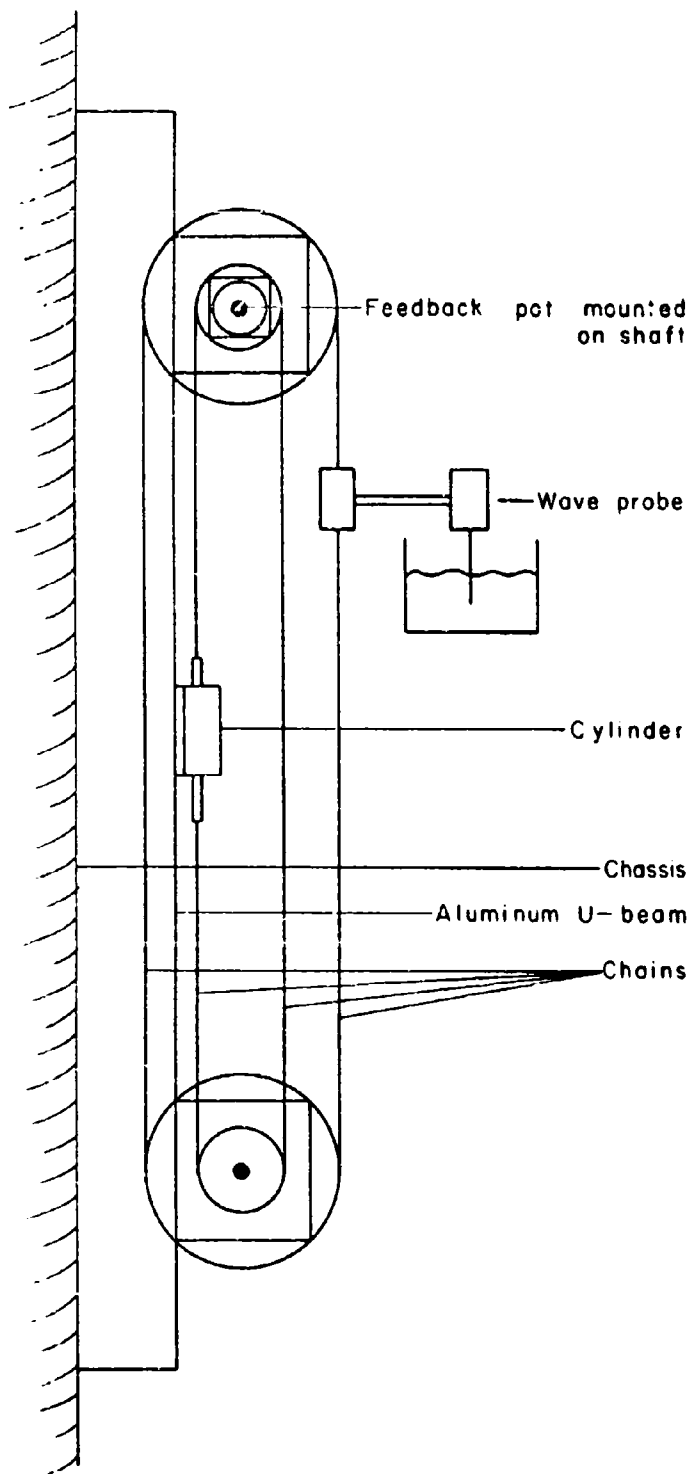 Feedback pot mounted
on shaft
Wave probe
Cylinder
Chassis
Aluminum U-beam
Chains